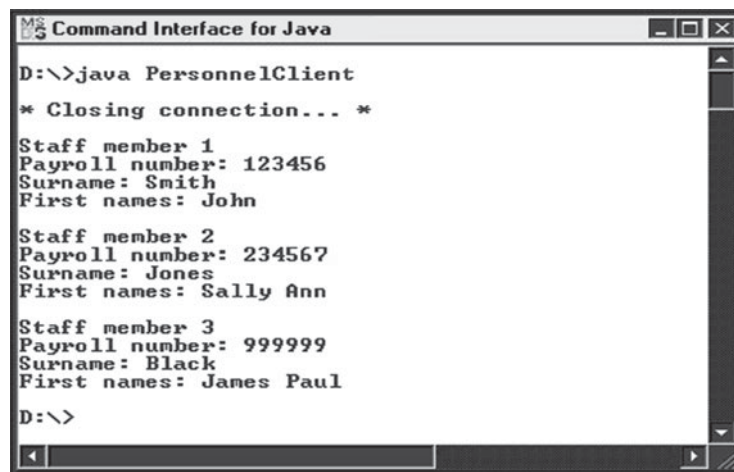 Command Interface for Java
D:\>java PersonnelClient
* Closing connection... *
Staff member 1
Payroll number: 123456
Surname: Smith
First names: John
Staff member 2
Payroll number: 234567
Surname: Jones
First names: Sally Ann
Staff member 3
Payroll number: 999999
Surname: Black
First names: James Paul
D:\>